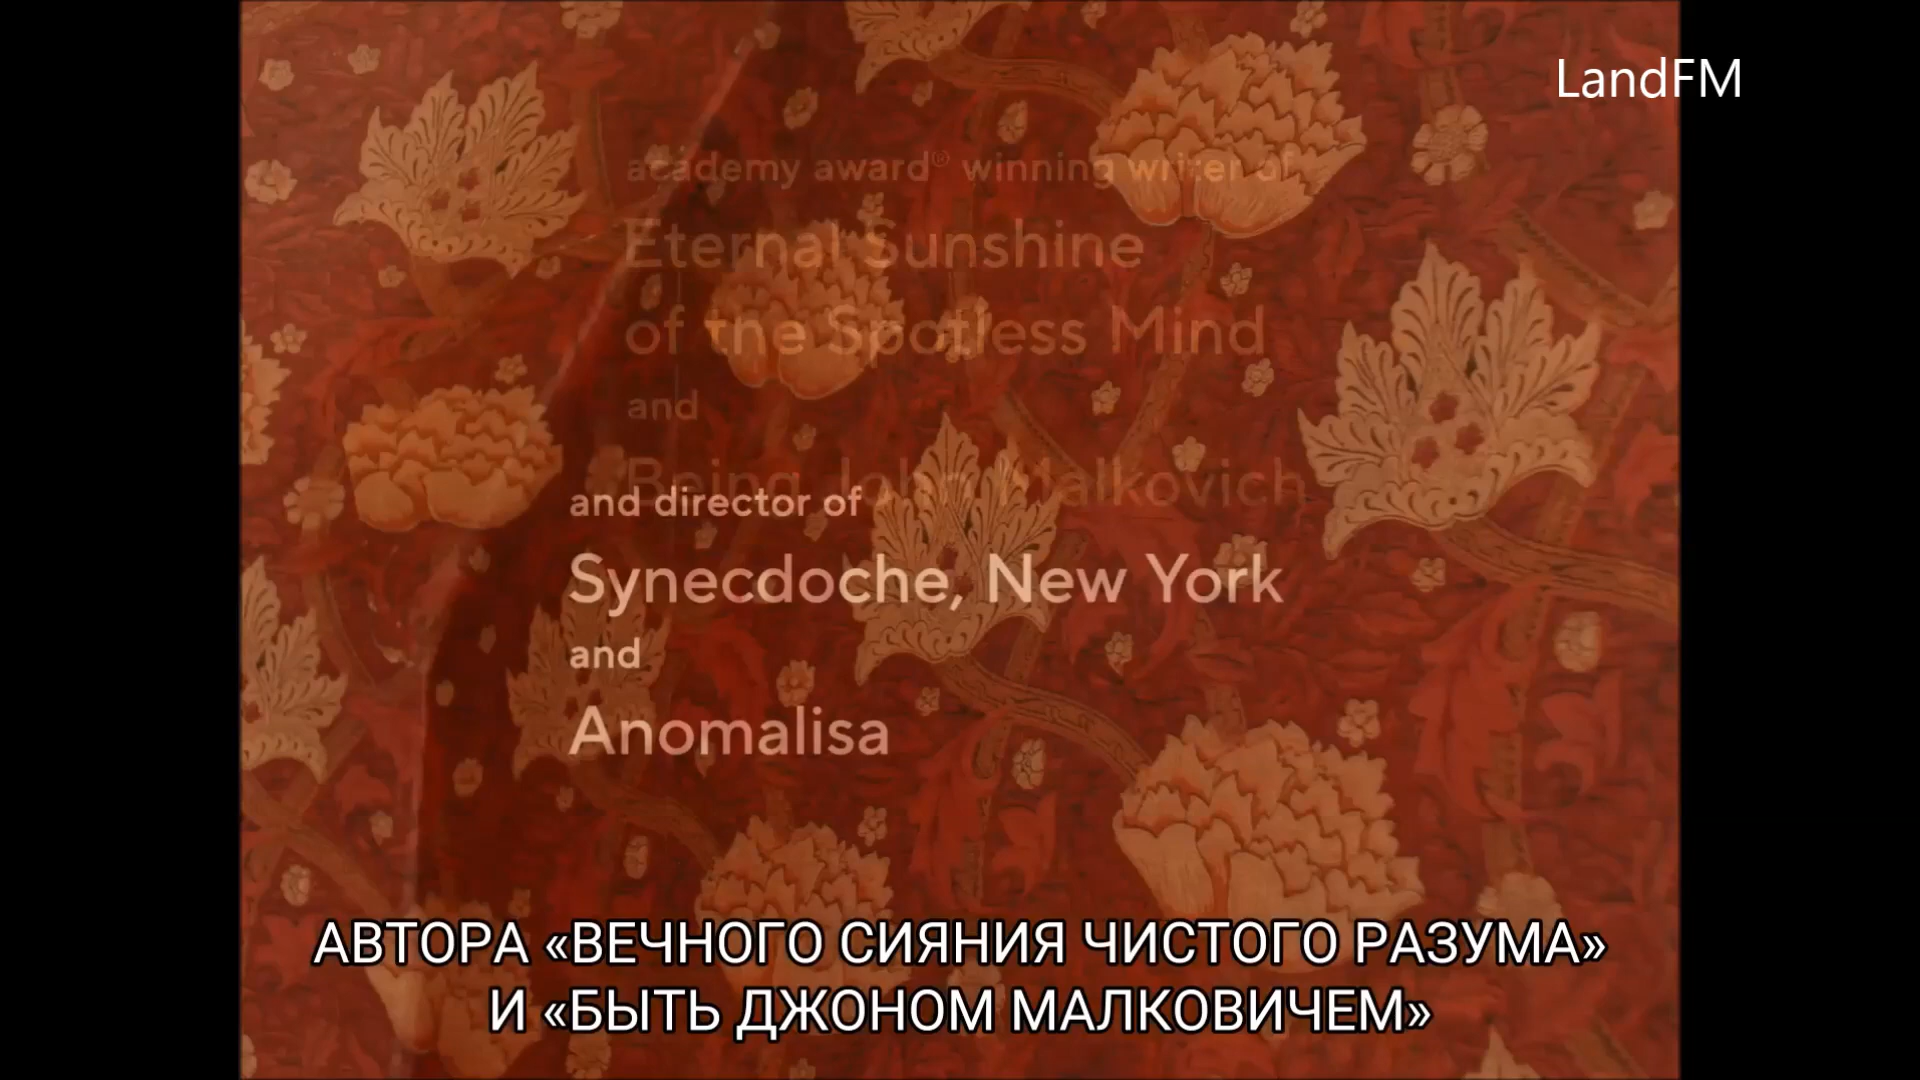 LandFM
academy award® winning writer of
Eternal Sunshine
of the Spotless Mind
and
Being John Malkovich
and director of
Synecdoche, New York
and
Anomalisa
АВТОРА «ВЕЧНОГО СИЯНИЯ ЧИСТОГО РАЗУМА»
И «БЫТЬ ДЖОНОМ МАЛКОВИЧЕМ»